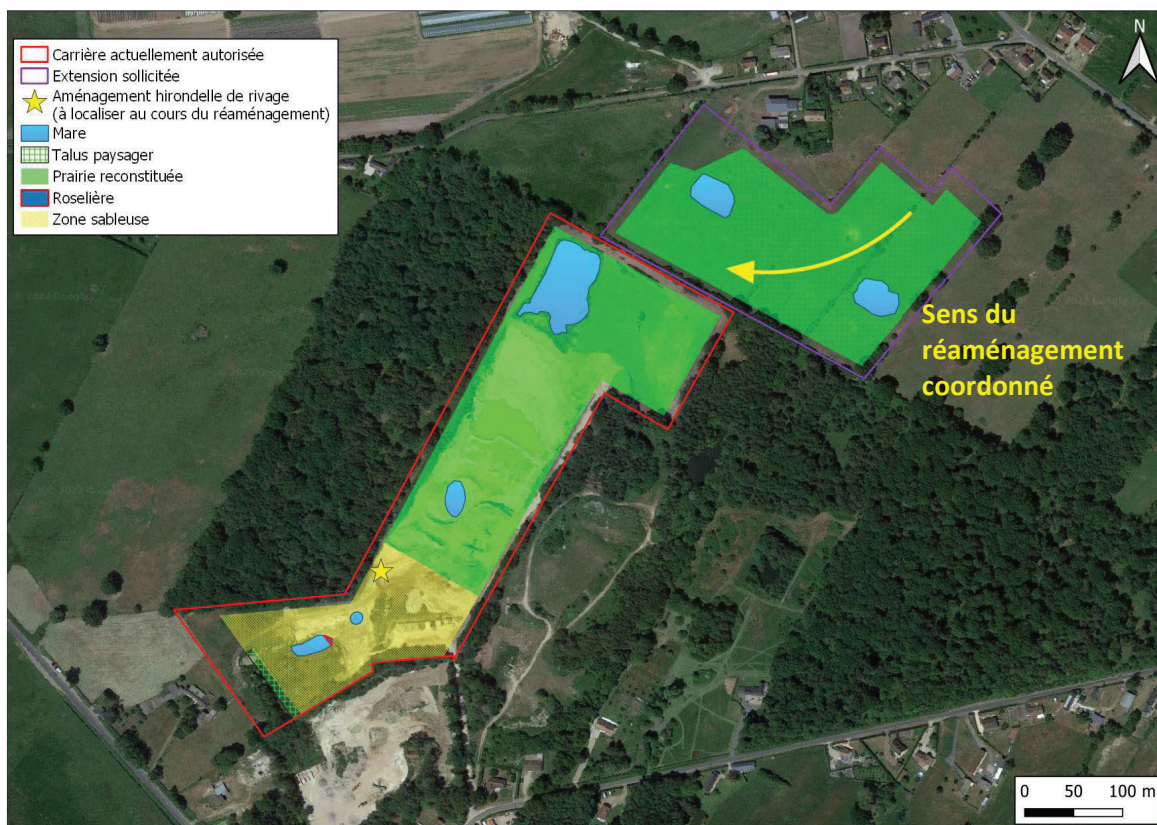 N
Carrière actuellement autorisée
Extension sollicitée
Aménagement hirondelle de rivage
(à localiser au cours du réaménagement)
Mare
Talus paysager
Prairie reconstituée
Roselière
Zone sableuse
Sens du
réaménagement
coordonné
0 50 100 m